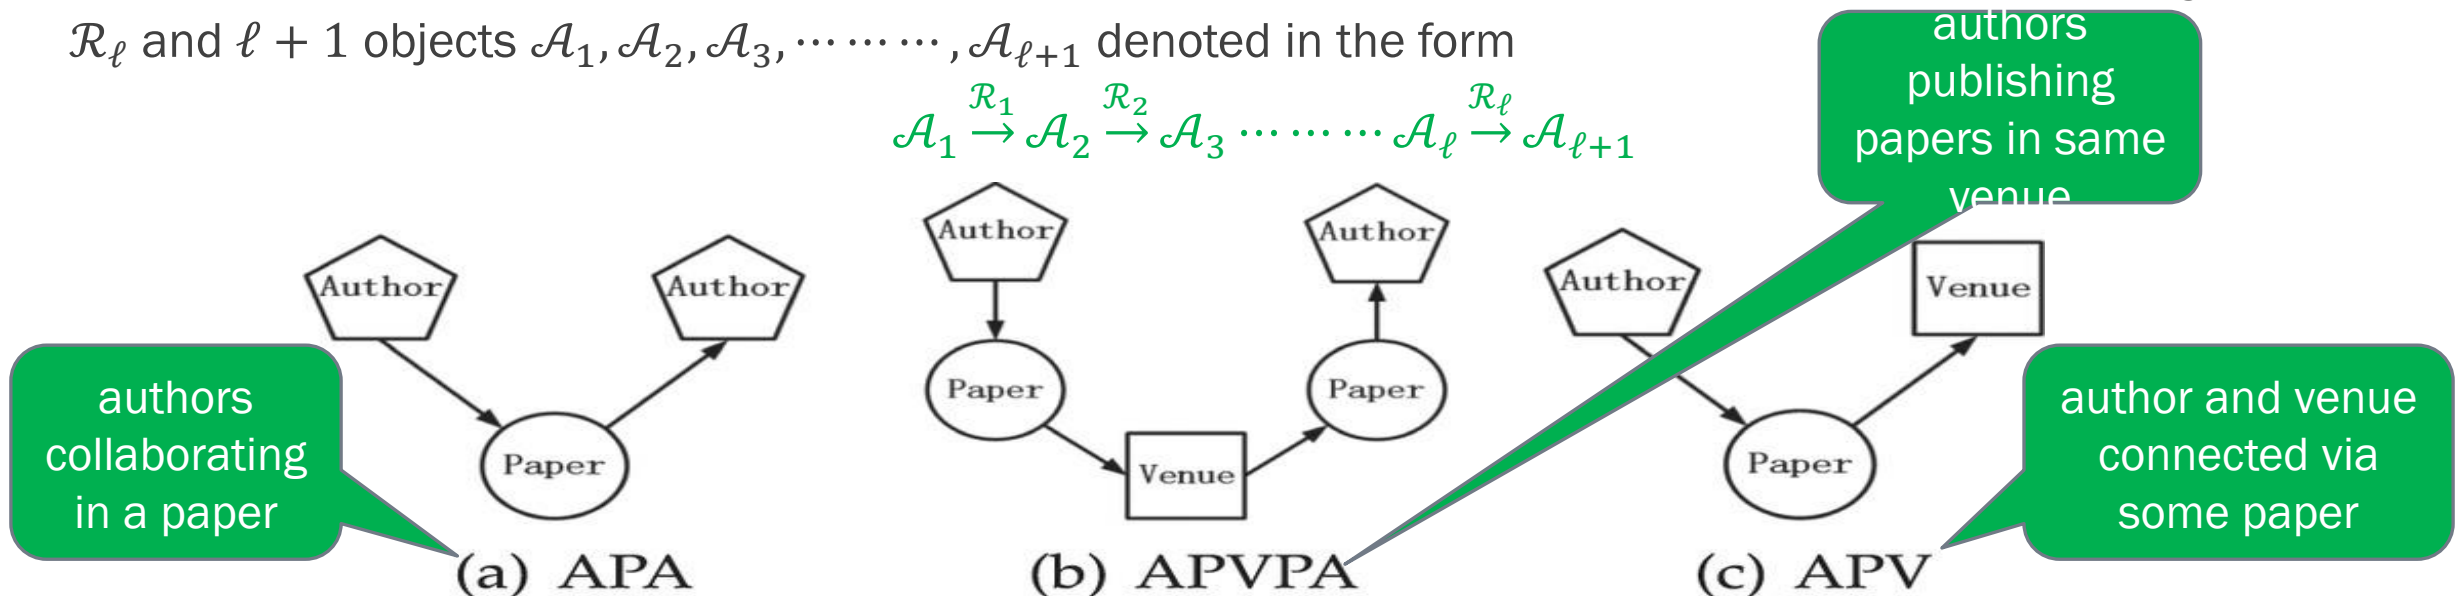 ℛ_ℓ and ℓ + 1 objects 𝒜_1, 𝒜_2, 𝒜_3, ⋯⋯⋯, 𝒜_{ℓ+1} denoted in the form
𝒜_1 →^{ℛ_1} 𝒜_2 →^{ℛ_2} 𝒜_3 ⋯⋯⋯ 𝒜_ℓ →^{ℛ_ℓ} 𝒜_{ℓ+1}
authors
publishing
papers in same
venue
Author
Author
Paper
authors
collaborating
in a paper
(a) APA
Author
Author
Paper
Paper
Venue
(b) APVPA
Author
Venue
Paper
author and venue
connected via
some paper
(c) APV